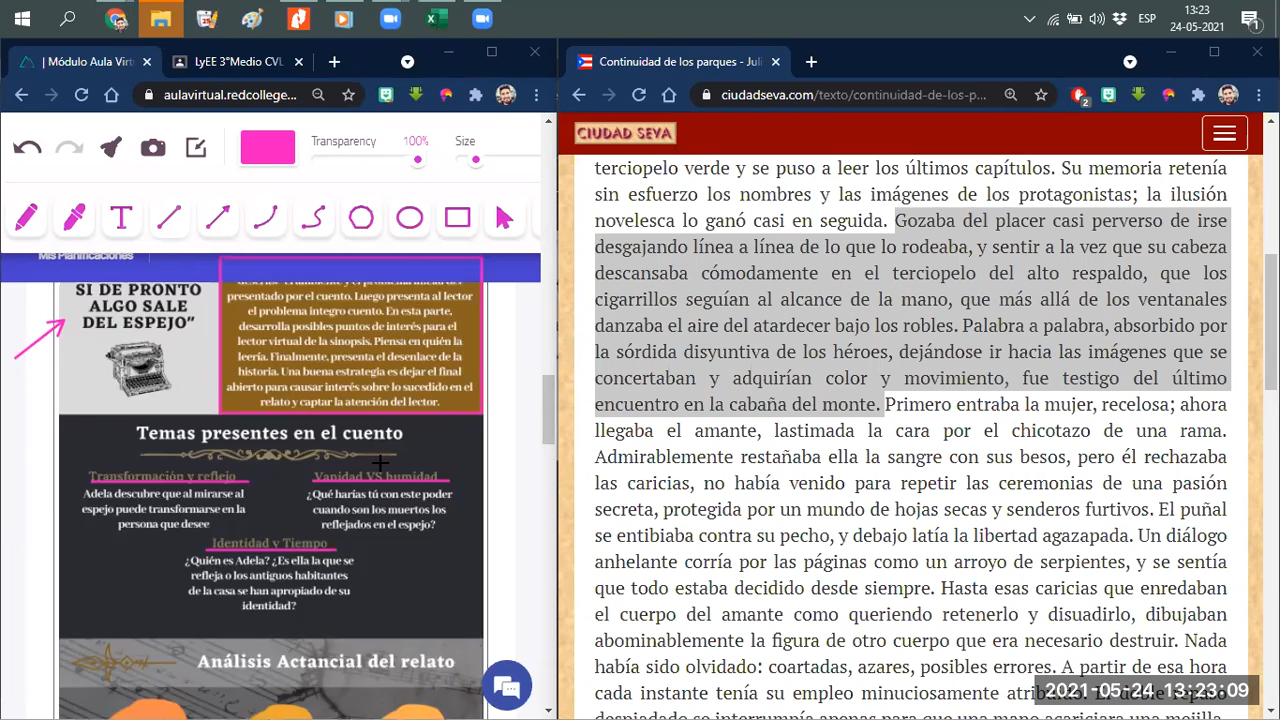 ESP
13:23
24-05-2021
| Módulo Aula Virtu
LyEE 3°Medio CVL
aulavirtual.redcollege...
Transparency
100%
Size
Mis Planificaciones
SI DE PRONTO
ALGO SALE
DEL ESPEJO"
presentado por el cuento. Luego presenta al lector
el problema íntegro cuento. En esta parte,
desarrolla posibles puntos de interés para el
lector virtual de la sinopsis. Piensa en quién la
leería. Finalmente, presenta el desenlace de la
historia. Una buena estrategia es dejar el final
abierto para causar interés sobre lo sucedido en el
relato y captar la atención del lector.
Temas presentes en el cuento
Transformación y reflejo
Adela descubre que al mirarse al
espejo puede transformarse en la
persona que desee
Vanidad VS humidad
¿Qué harías tú con este poder
cuando son los muertos los
reflejados en el espejo?
Identidad y Tiempo
¿Quién es Adela? ¿Es ella la que se
refleja o los antiguos habitantes
de la casa se han apropiado de su
identidad?
Análisis Actancial del relato
Continuidad de los parques - Juli
2
ciudadseva.com/texto/continuidad-de-los-p...
CIUDAD SEVA
terciopelo verde y se puso a leer los últimos capítulos. Su memoria retenía
sin esfuerzo los nombres y las imágenes de los protagonistas; la ilusión
novelesca lo ganó casi en seguida. Gozaba del placer casi perverso de irse
desgajando línea a línea de lo que lo rodeaba, y sentir a la vez que su cabeza
descansaba cómodamente en el terciopelo del alto respaldo, que los
cigarrillos seguían al alcance de la mano, que más allá de los ventanales
danzaba el aire del atardecer bajo los robles. Palabra a palabra, absorbido por
la sórdida disyuntiva de los héroes, dejándose ir hacia las imágenes que se
concertaban y adquirían color y movimiento, fue testigo del último
encuentro en la cabaña del monte. Primero entraba la mujer, recelosa; ahora
llegaba el amante, lastimada la cara por el chicotazo de una rama.
Admirablemente restañaba ella la sangre con sus besos, pero él rechazaba
las caricias, no había venido para repetir las ceremonias de una pasión
secreta, protegida por un mundo de hojas secas y senderos furtivos. El puñal
se entibiaba contra su pecho, y debajo latía la libertad agazapada. Un diálogo
anhelante corría por las páginas como un arroyo de serpientes, y se sentía
que todo estaba decidido desde siempre. Hasta esas caricias que enredaban
el cuerpo del amante como queriendo retenerlo y disuadirlo, dibujaban
abominablemente la figura de otro cuerpo que era necesario destruir. Nada
había sido olvidado: coartadas, azares, posibles errores. A partir de esa hora
cada instante tenía su empleo minuciosamente
2021-05-24 13:23:09